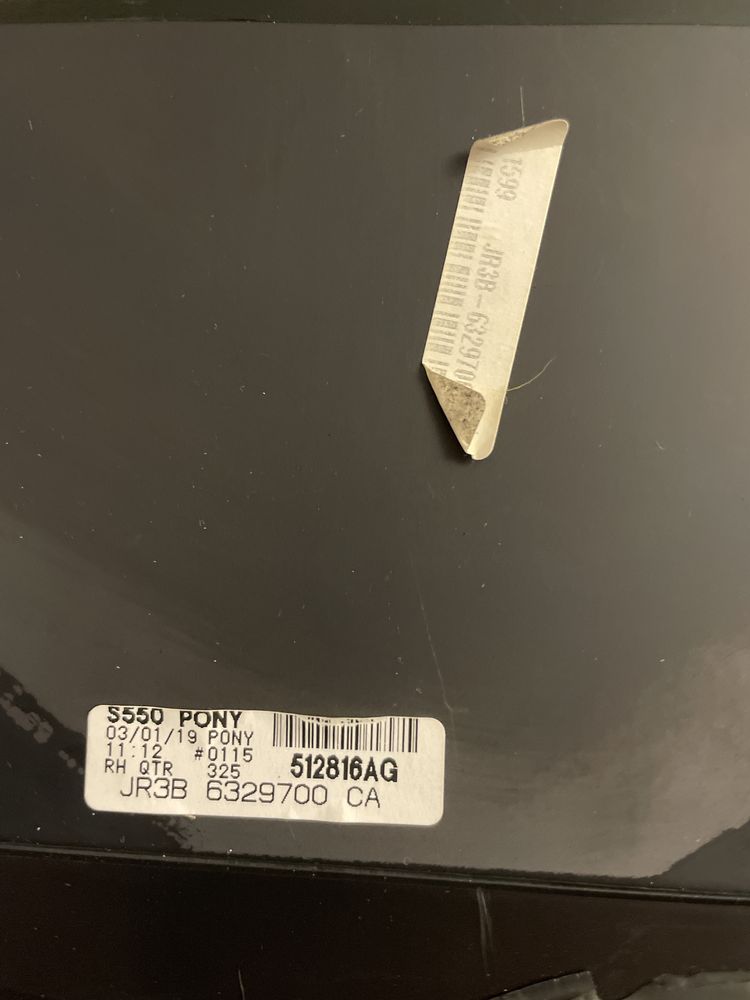 1599 JR3B-632970
S550 PONY
03/01/19 PONY
11:12 #0115
RH QTR 325
512816AG
JR3B 6329700 CA